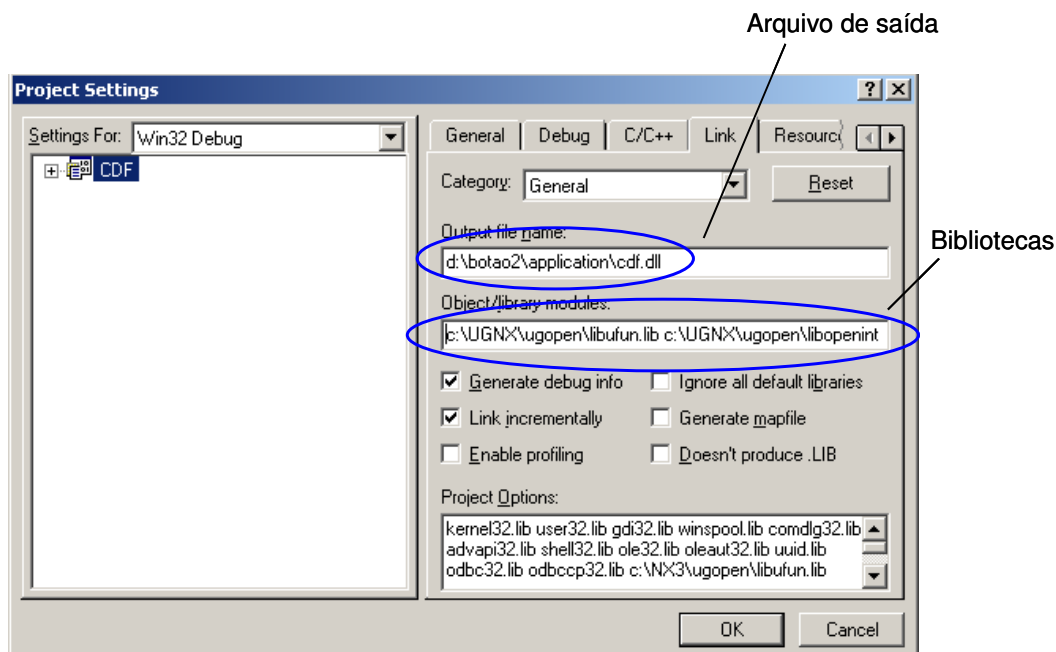 Arquivo de saída
Project Settings
Settings For: Win32 Debug
CDF
General Debug C/C++ Link Resourc
Category: General Reset
Output file name:
d:\botao2\application\cdf.dll
Bibliotecas
Object/library modules:
c:\UGNX\ugopen\libufun.lib c:\UGNX\ugopen\libopenint
Generate debug info Ignore all default libraries
Link incrementally Generate mapfile
Enable profiling Doesn't produce .LIB
Project Options:
kernel32.lib user32.lib gdi32.lib winspool.lib comdlg32.lib
advapi32.lib shell32.lib ole32.lib oleaut32.lib uuid.lib
odbc32.lib odbccp32.lib c:\NX3\ugopen\libufun.lib
OK Cancel